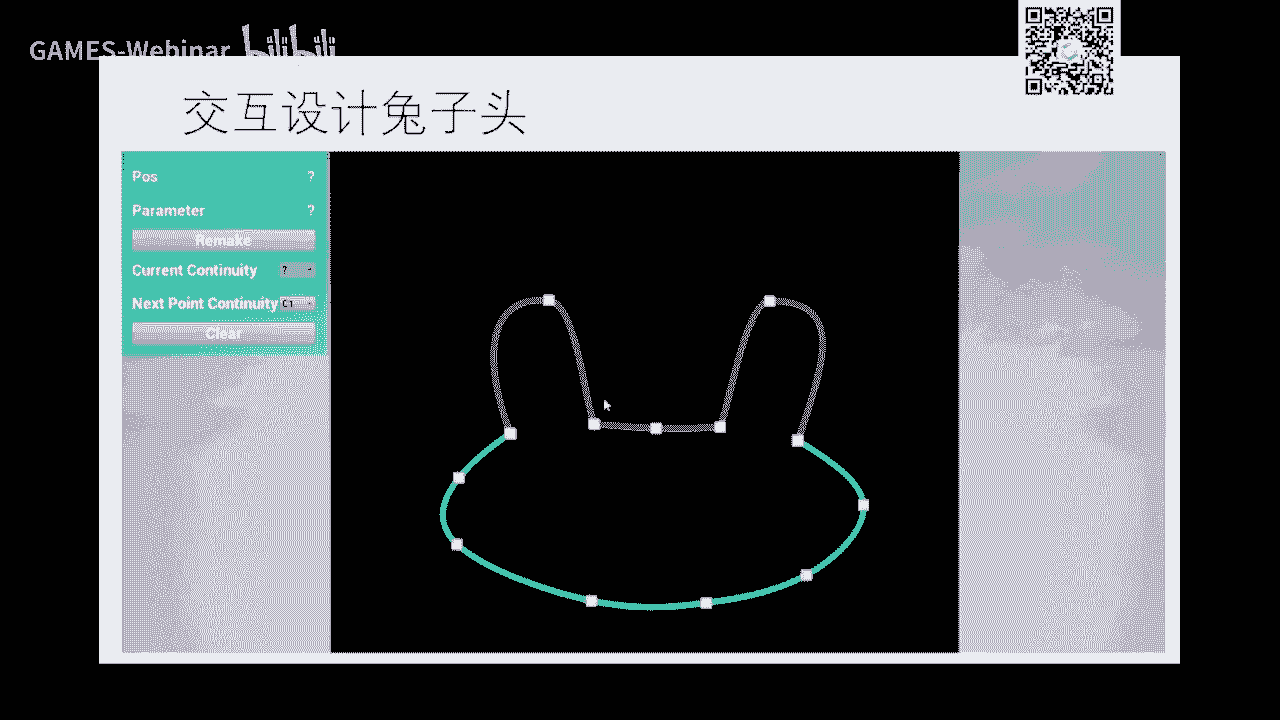 GAMES-Webinar bilibili
交互设计兔子头
Pos ?
Parameter ?
Remake
Current Continuity ?
Next Point Continuity C1
Clear